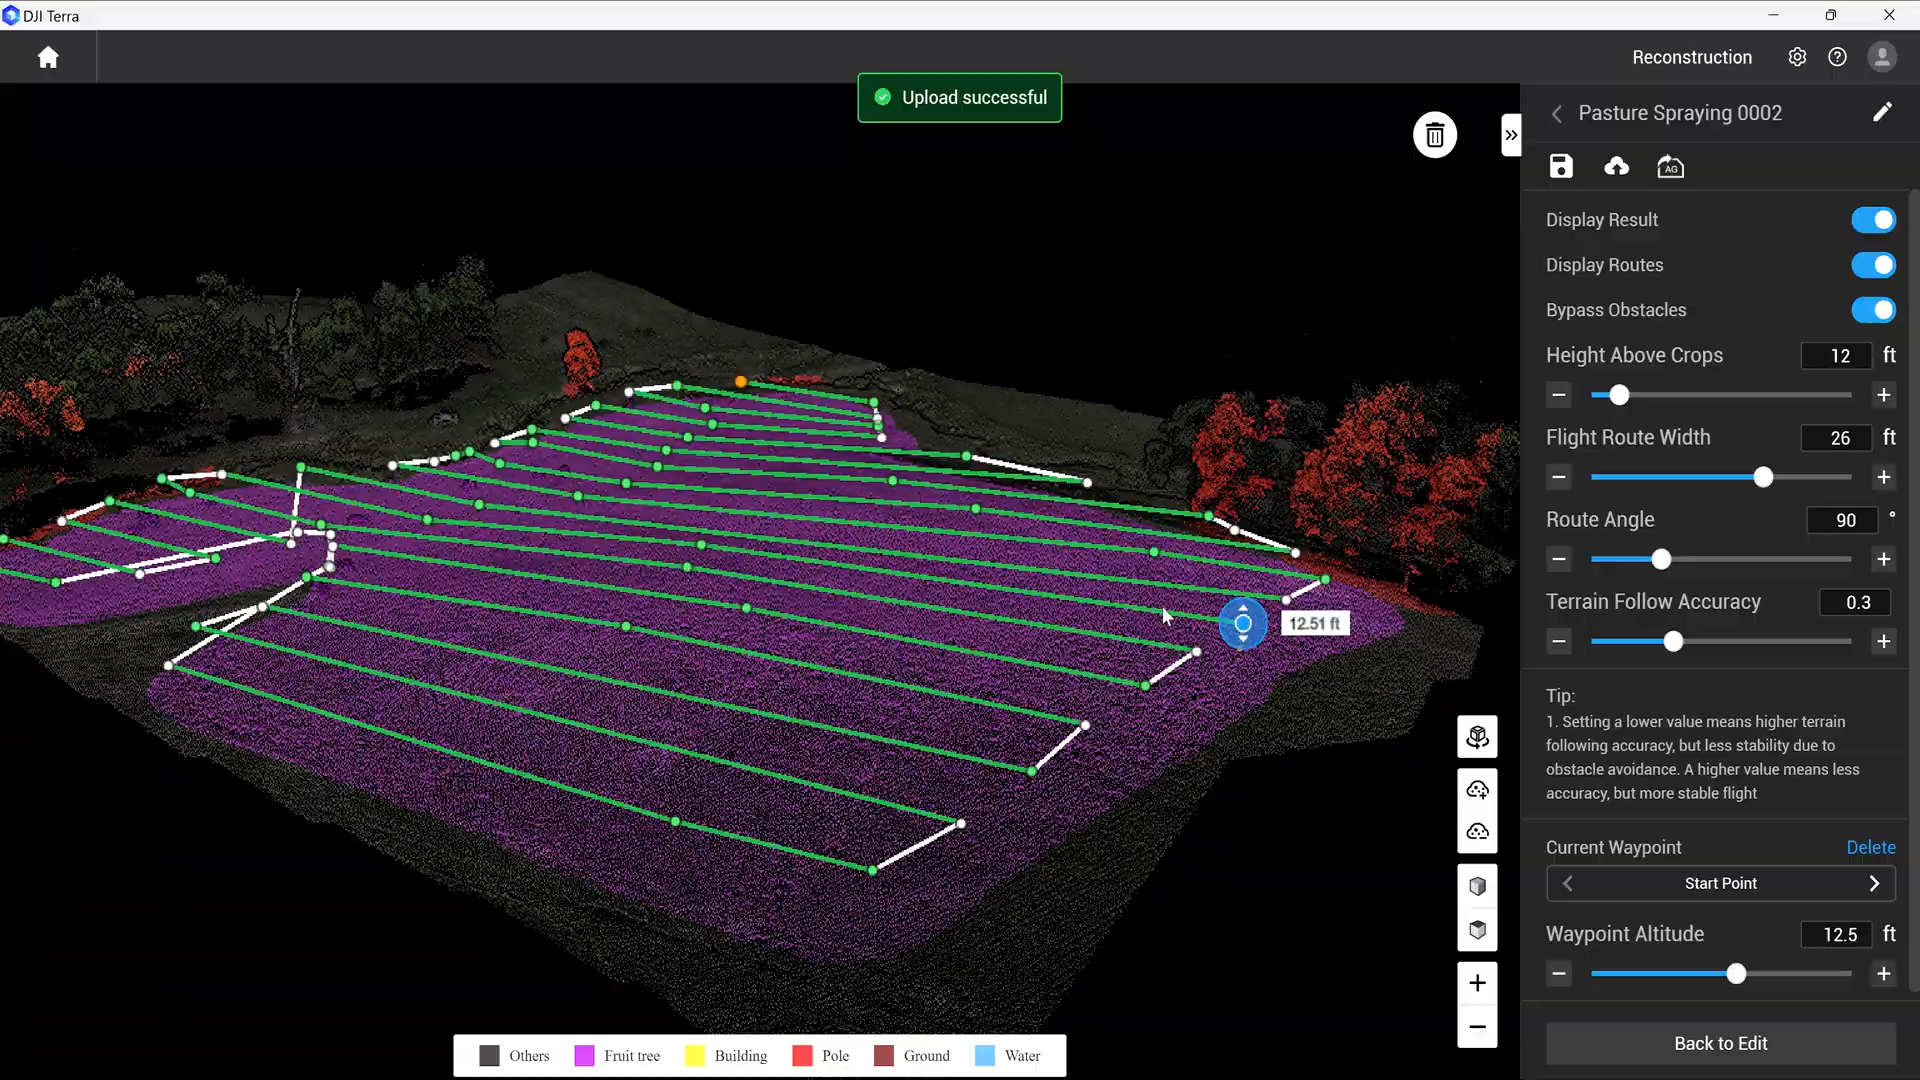 DJI Terra
Reconstruction
Upload successful
Pasture Spraying 0002
AG
Display Result
Display Routes
Bypass Obstacles
Height Above Crops 12 ft
Flight Route Width 26 ft
Route Angle 90 °
Terrain Follow Accuracy 0.3
12.51 ft
Tip:
1. Setting a lower value means higher terrain
following accuracy, but less stability due to
obstacle avoidance. A higher value means less
accuracy, but more stable flight
Current Waypoint Delete
Start Point
Waypoint Altitude 12.5 ft
Back to Edit
Others Fruit tree Building Pole Ground Water